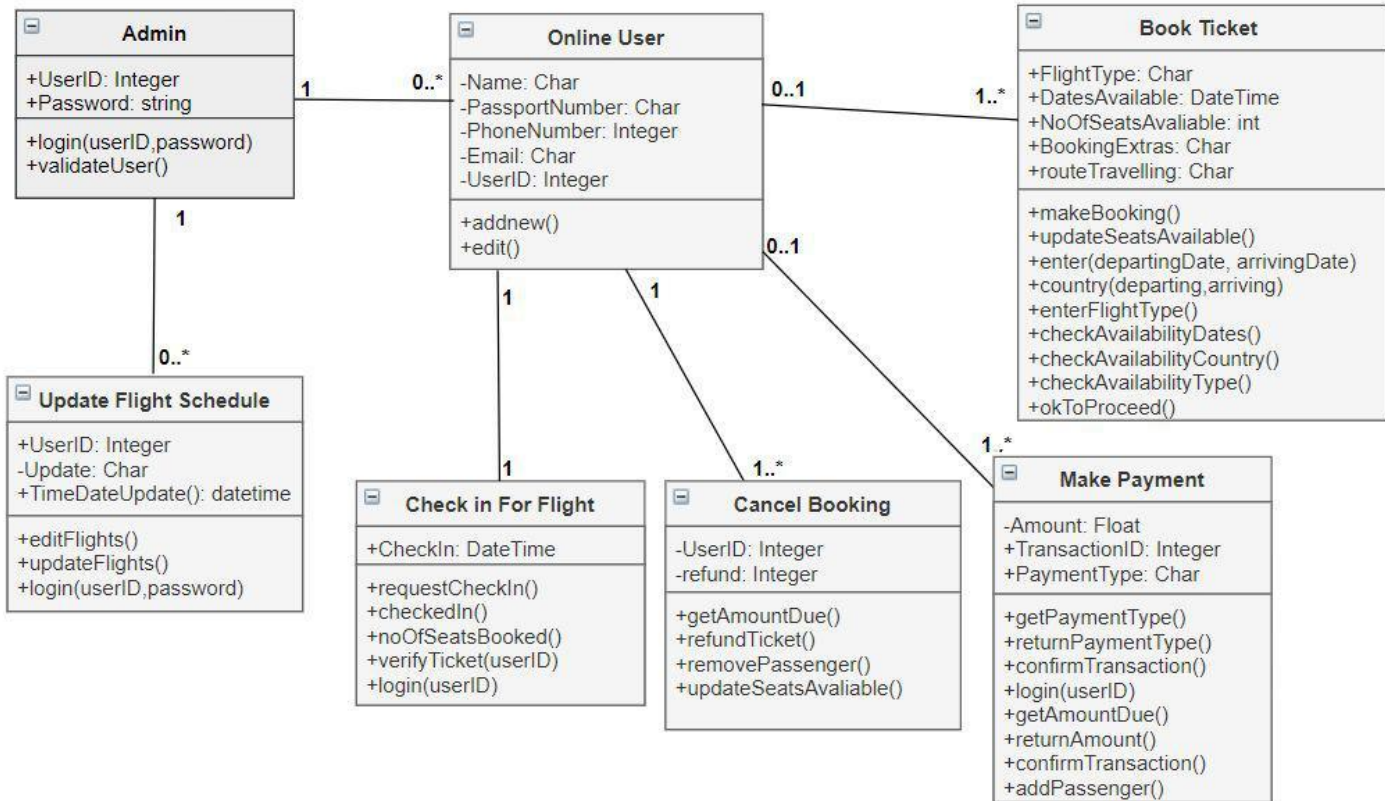 Admin
+UserID: Integer
+Password: string
+login(userID,password)
+validateUser()
1
0..*
Online User
-Name: Char
-PassportNumber: Char
-PhoneNumber: Integer
-Email: Char
-UserID: Integer
+addnew()
+edit()
0..1
1..*
Book Ticket
+FlightType: Char
+DatesAvailable: DateTime
+NoOfSeatsAvaliable: int
+BookingExtras: Char
+routeTravelling: Char
+makeBooking()
+updateSeatsAvailable()
+enter(departingDate, arrivingDate)
+country(departing,arriving)
+enterFlightType()
+checkAvailabilityDates()
+checkAvailabilityCountry()
+checkAvailabilityType()
+okToProceed()
1
0..*
1
1
0..1
Update Flight Schedule
+UserID: Integer
-Update: Char
+TimeDateUpdate(): datetime
+editFlights()
+updateFlights()
+login(userID,password)
1
Check in For Flight
+CheckIn: DateTime
+requestCheckIn()
+checkedIn()
+noOfSeatsBooked()
+verifyTicket(userID)
+login(userID)
1..*
Cancel Booking
-UserID: Integer
-refund: Integer
+getAmountDue()
+refundTicket()
+removePassenger()
+updateSeatsAvaliable()
1..*
Make Payment
-Amount: Float
+TransactionID: Integer
+PaymentType: Char
+getPaymentType()
+returnPaymentType()
+confirmTransaction()
+login(userID)
+getAmountDue()
+returnAmount()
+confirmTransaction()
+addPassenger()